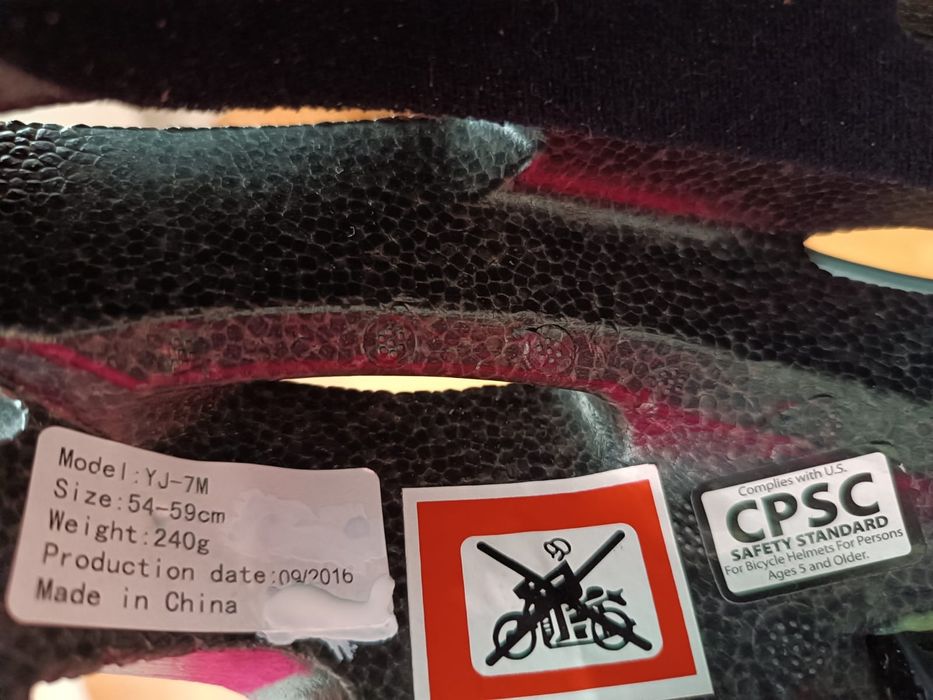 Model:YJ-7M
Size:54-59cm
Weight:240g
Production date:09/2016
Made in China
Complies with U.S.
CPSC
SAFETY STANDARD
For Bicycle Helmets For Persons
Ages 5 and Older.